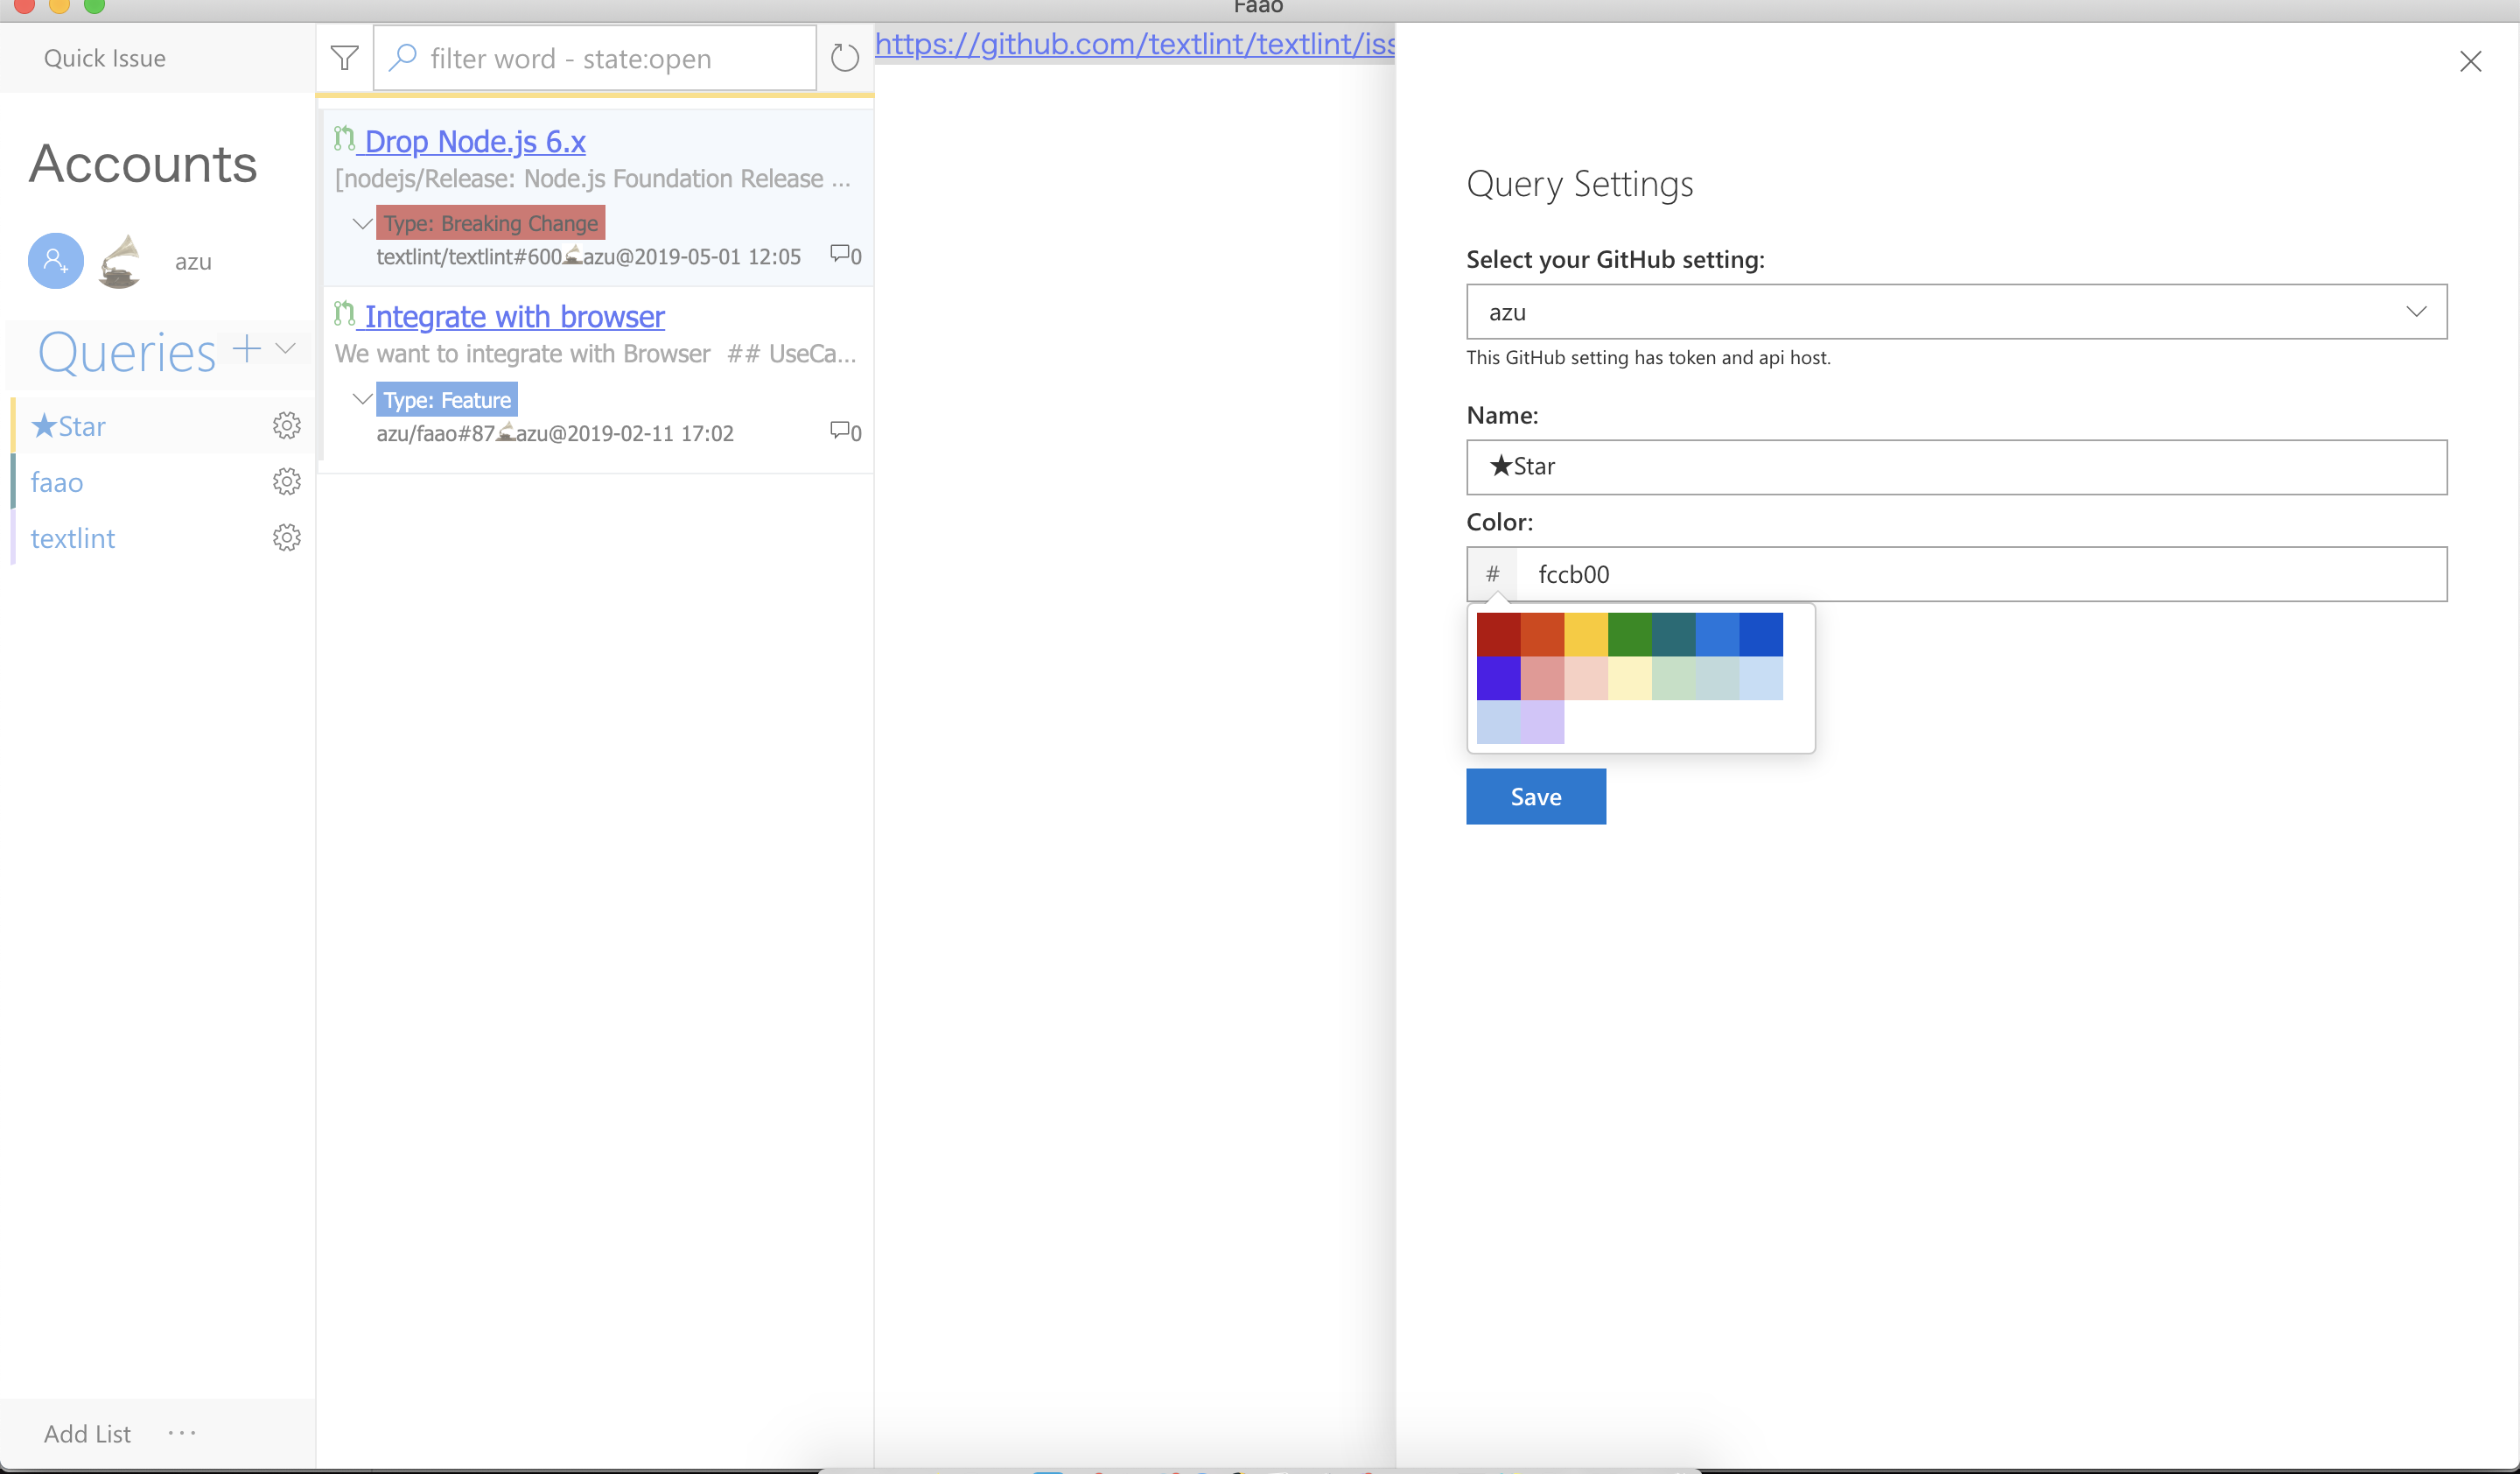 Faao
Quick Issue
Accounts
azu
Queries
★Star
faao
textlint
Add List ...
filter word - state:open
Drop Node.js 6.x
[nodejs/Release: Node.js Foundation Release ...
Type: Breaking Change
textlint/textlint#600 azu@2019-05-01 12:05 0
Integrate with browser
We want to integrate with Browser ## UseCa...
Type: Feature
azu/faao#87 azu@2019-02-11 17:02 0
https://github.com/textlint/textlint/iss
Query Settings
Select your GitHub setting:
azu
This GitHub setting has token and api host.
Name:
★Star
Color:
# fccb00
Save